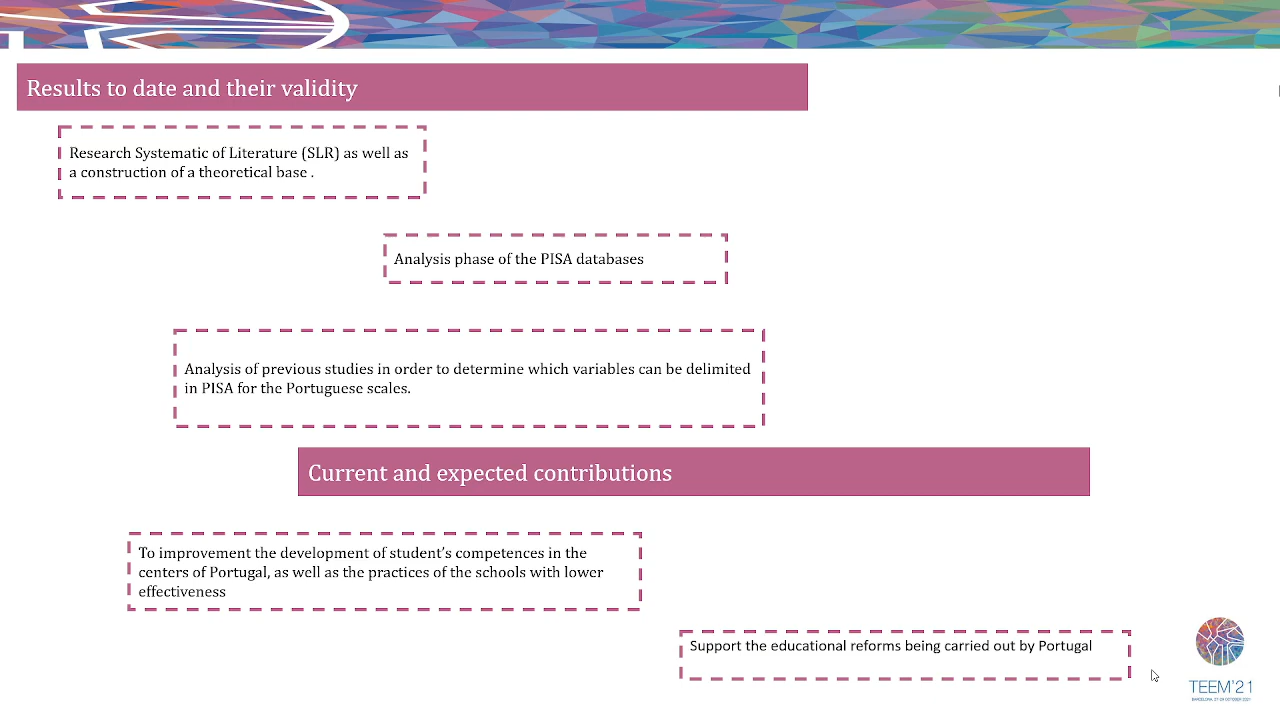 Results to date and their validity
Research Systematic of Literature (SLR) as well as
a construction of a theoretical base .
Analysis phase of the PISA databases
Analysis of previous studies in order to determine which variables can be delimited
in PISA for the Portuguese scales.
Current and expected contributions
To improvement the development of student’s competences in the
centers of Portugal, as well as the practices of the schools with lower
effectiveness
Support the educational reforms being carried out by Portugal
TEEM'21